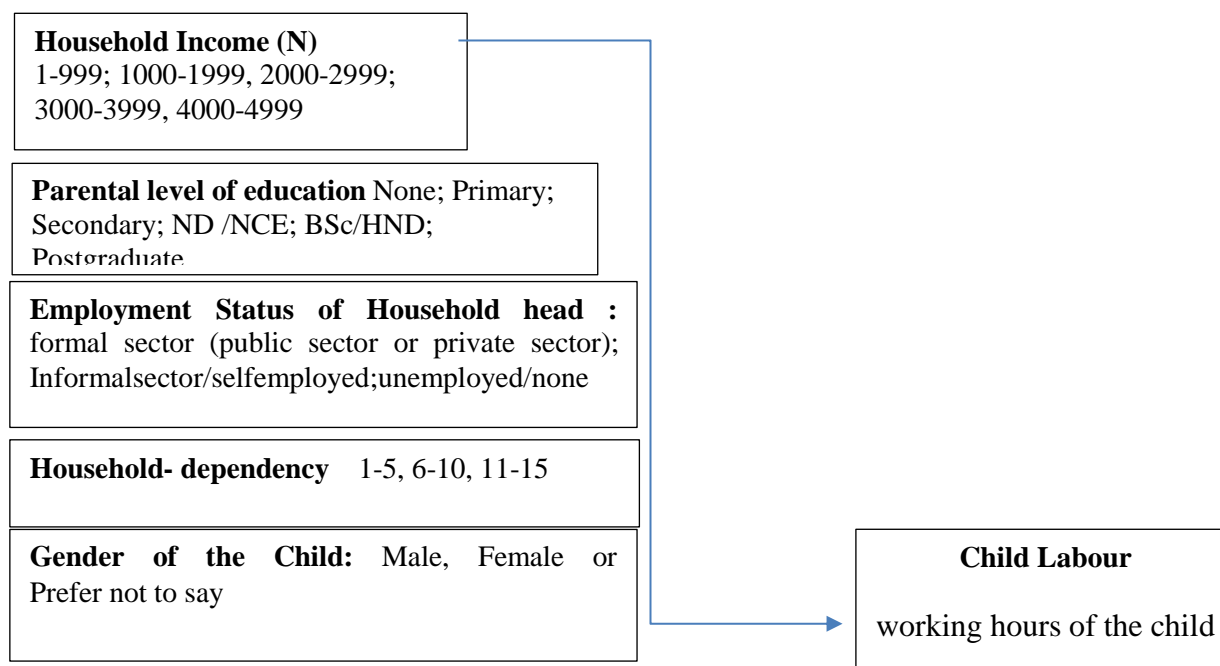 Household Income (N)
1-999; 1000-1999, 2000-2999;
3000-3999, 4000-4999
Parental level of education None; Primary;
Secondary; ND /NCE; BSc/HND;
Postgraduate
Employment Status of Household head :
formal sector (public sector or private sector);
Informalsector/selfemployed;unemployed/none
Household- dependency 1-5, 6-10, 11-15
Gender of the Child: Male, Female or
Prefer not to say
Child Labour
working hours of the child